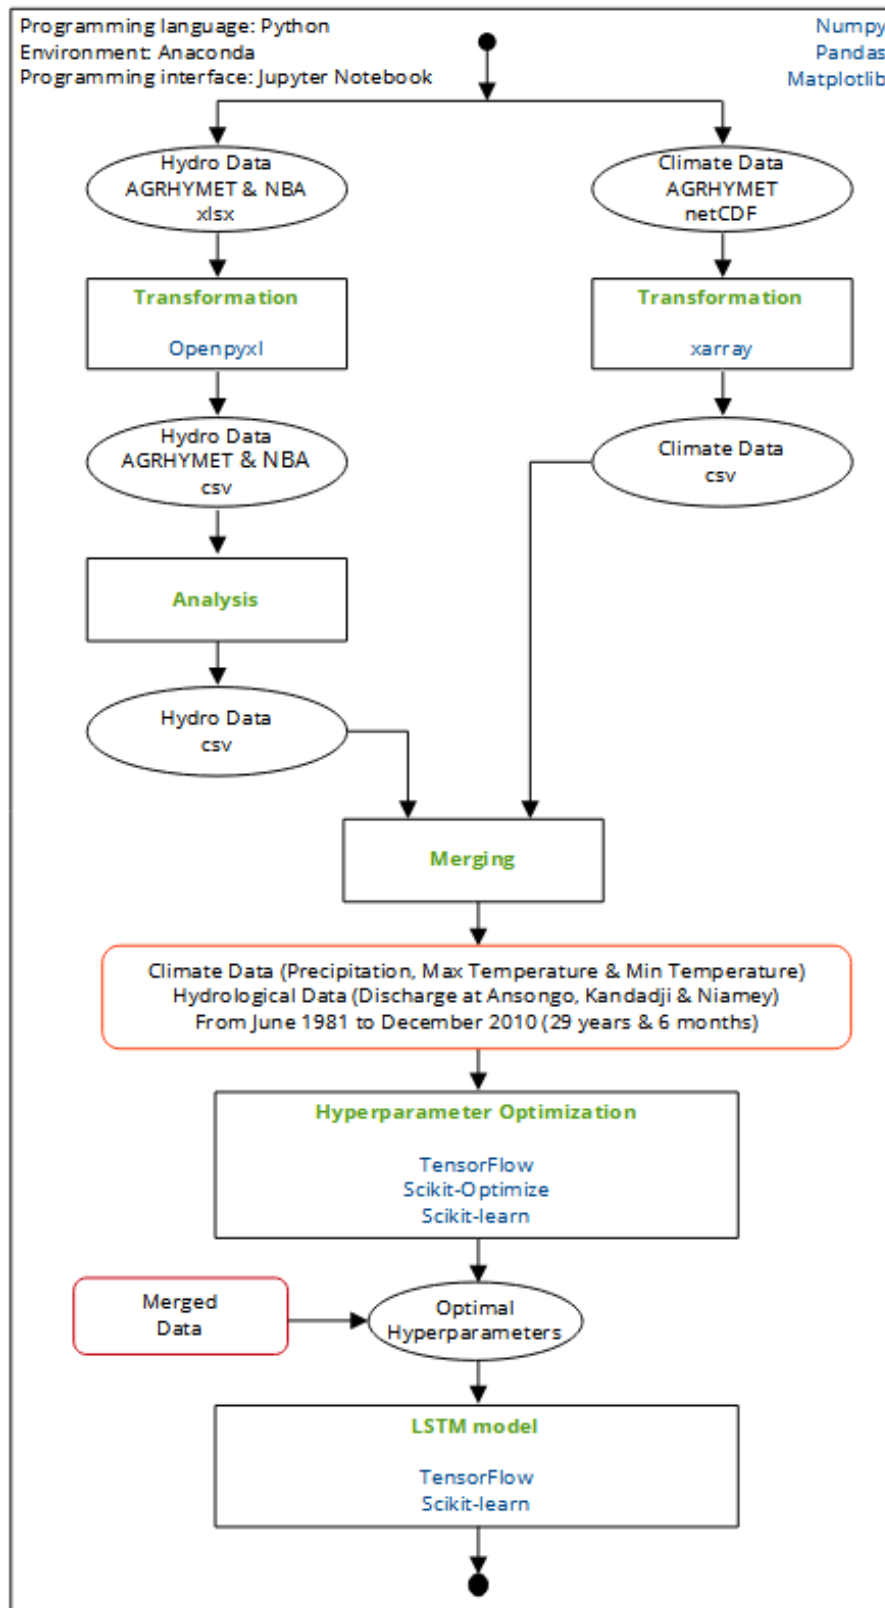 Programming language: Python
Environment: Anaconda
Programming interface: Jupyter Notebook
Numpy
Pandas
Matplotlib
Hydro Data
AGRHYMET & NBA
xlsx
Climate Data
AGRHYMET
netCDF
Transformation
Openpyxl
Transformation
xarray
Hydro Data
AGRHYMET & NBA
csv
Climate Data
csv
Analysis
Hydro Data
csv
Merging
Climate Data (Precipitation, Max Temperature & Min Temperature)
Hydrological Data (Discharge at Ansongo, Kandadji & Niamey)
From June 1981 to December 2010 (29 years & 6 months)
Hyperparameter Optimization
TensorFlow
Scikit-Optimize
Scikit-learn
Merged
Data
Optimal
Hyperparameters
LSTM model
TensorFlow
Scikit-learn